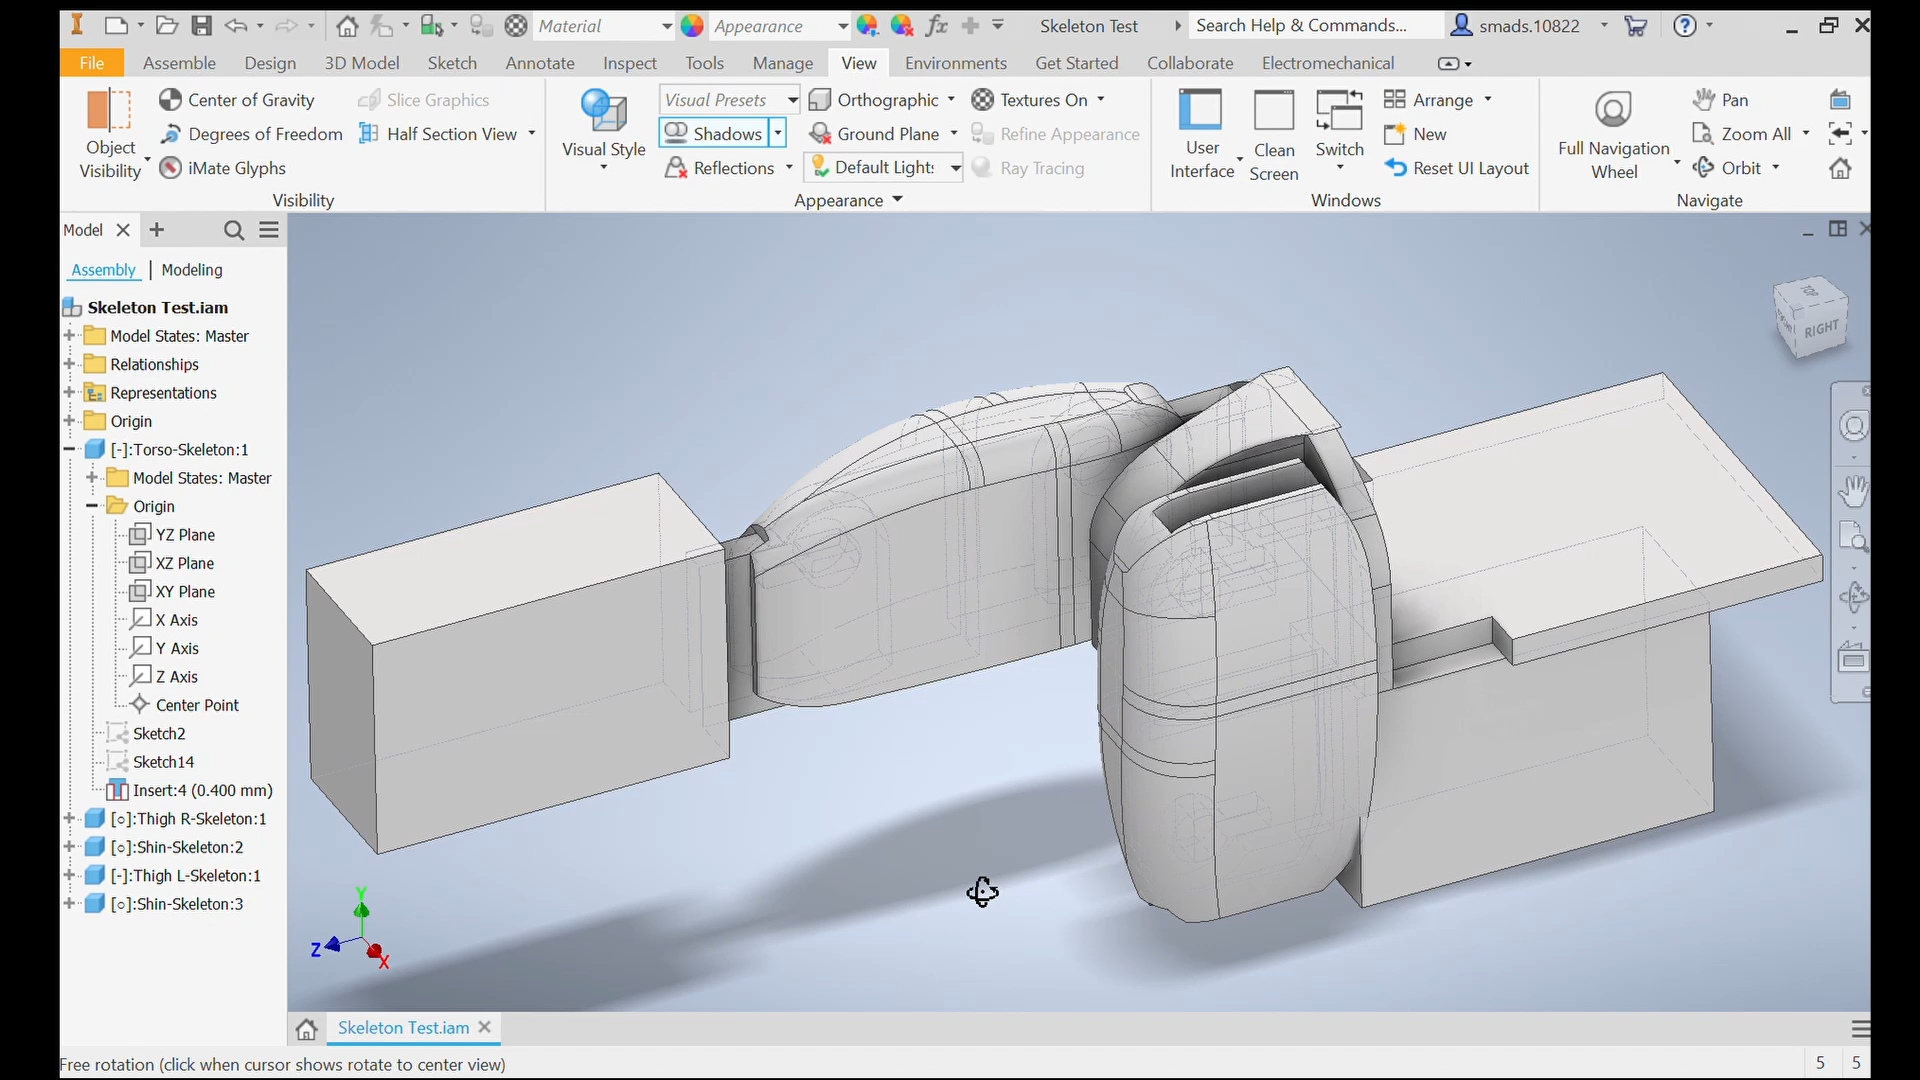 Material
Appearance
fx
Skeleton Test
Search Help & Commands...
smads.10822
File
Assemble
Design
3D Model
Sketch
Annotate
Inspect
Tools
Manage
View
Environments
Get Started
Collaborate
Electromechanical
Object
Visibility
Center of Gravity
Degrees of Freedom
iMate Glyphs
Slice Graphics
Half Section View
Visibility
Visual Style
Visual Presets
Shadows
Reflections
Orthographic
Ground Plane
Default Lights
Textures On
Refine Appearance
Ray Tracing
Appearance
User
Interface
Clean
Screen
Switch
Arrange
New
Reset UI Layout
Windows
Full Navigation
Wheel
Pan
Zoom All
Orbit
Navigate
Model
Assembly
Modeling
Skeleton Test.iam
Model States: Master
Relationships
Representations
Origin
[-]:Torso-Skeleton:1
Model States: Master
Origin
YZ Plane
XZ Plane
XY Plane
X Axis
Y Axis
Z Axis
Center Point
Sketch2
Sketch14
Insert:4 (0.400 mm)
[○]:Thigh R-Skeleton:1
[○]:Shin-Skeleton:2
[-]:Thigh L-Skeleton:1
[○]:Shin-Skeleton:3
TOP
RIGHT
Y
Z
X
Skeleton Test.iam
Free rotation (click when cursor shows rotate to center view)
5
5